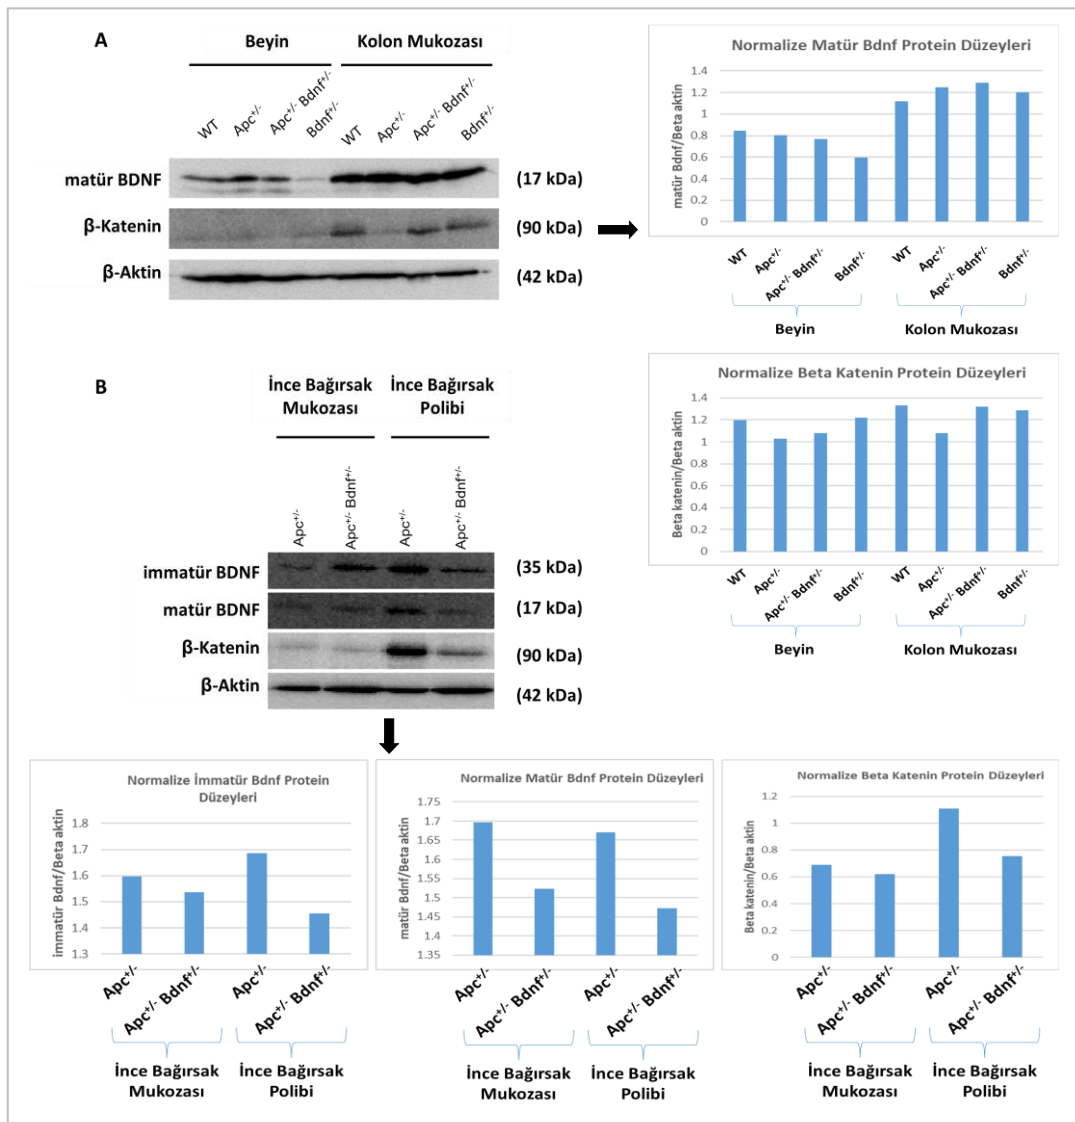 A
Beyin
Kolon Mukozası
WT
Apc+/-
Apc+/- Bdnf+/-
Bdnf+/-
WT
Apc+/-
Apc+/- Bdnf+/-
Bdnf+/-
matür BDNF
(17 kDa)
β-Katenin
(90 kDa)
β-Aktin
(42 kDa)
Normalize Matür Bdnf Protein Düzeyleri
matür Bdnf/Beta aktin
1.4
1.2
1
0.8
0.6
0.4
0.2
0
WT
Apc+/-
Apc+/- Bdnf+/-
Bdnf+/-
WT
Apc+/-
Apc+/- Bdnf+/-
Bdnf+/-
Beyin
Kolon Mukozası
Normalize Beta Katenin Protein Düzeyleri
Beta katenin/Beta aktin
1.4
1.2
1
0.8
0.6
0.4
0.2
0
WT
Apc+/-
Apc+/- Bdnf+/-
Bdnf+/-
WT
Apc+/-
Apc+/- Bdnf+/-
Bdnf+/-
Beyin
Kolon Mukozası
B
İnce Bağırsak
Mukozası
İnce Bağırsak
Polibi
Apc+/-
Apc+/- Bdnf+/-
Apc+/-
Apc+/- Bdnf+/-
immatür BDNF
(35 kDa)
matür BDNF
(17 kDa)
β-Katenin
(90 kDa)
β-Aktin
(42 kDa)
Normalize İmmatür Bdnf Protein
Düzeyleri
immatür Bdnf/Beta aktin
1.8
1.7
1.6
1.5
1.4
1.3
Apc+/-
Apc+/- Bdnf+/-
Apc+/-
Apc+/- Bdnf+/-
İnce Bağırsak
Mukozası
İnce Bağırsak
Polibi
Normalize Matür Bdnf Protein Düzeyleri
matür Bdnf/Beta aktin
1.75
1.7
1.65
1.6
1.55
1.5
1.45
1.4
1.35
Apc+/-
Apc+/- Bdnf+/-
Apc+/-
Apc+/- Bdnf+/-
İnce Bağırsak
Mukozası
İnce Bağırsak
Polibi
Normalize Beta Katenin Protein Düzeyleri
Beta katenin/Beta aktin
1.2
1
0.8
0.6
0.4
0.2
0
Apc+/-
Apc+/- Bdnf+/-
Apc+/-
Apc+/- Bdnf+/-
İnce Bağırsak
Mukozası
İnce Bağırsak
Polibi